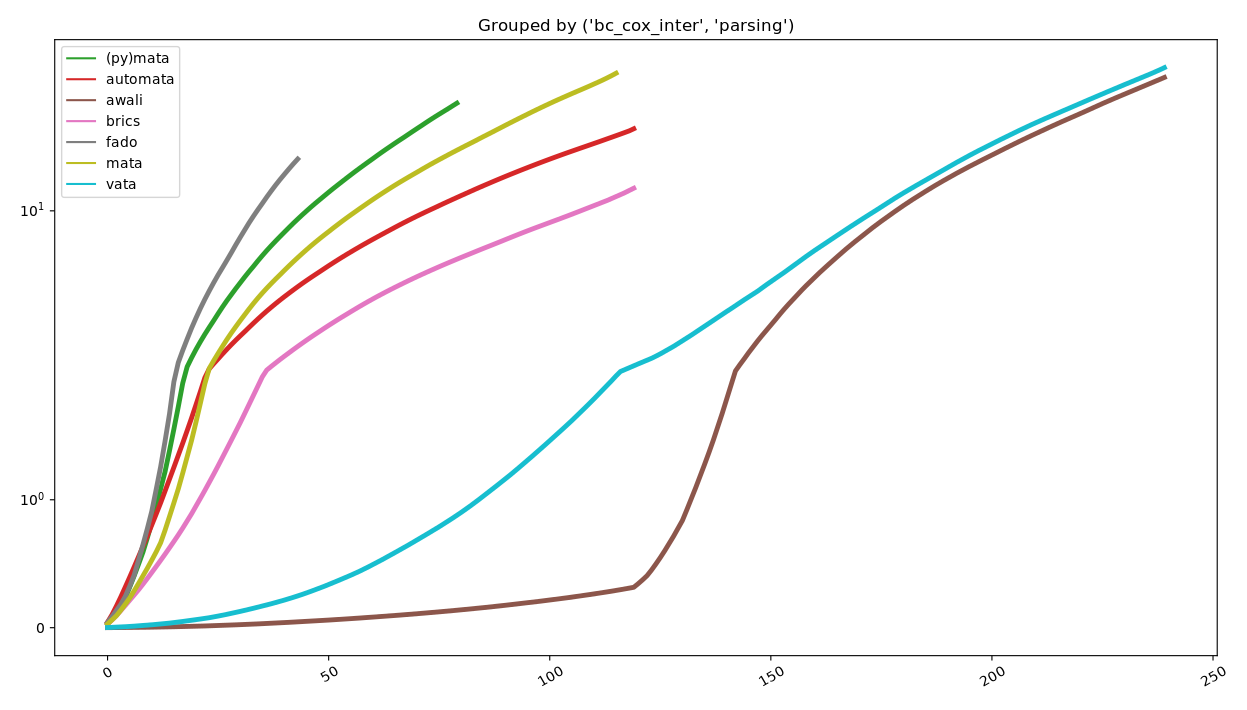 Grouped by ('bc_cox_inter', 'parsing')
(py)mata
automata
awali
brics
fado
mata
vata
10^1
10^0
0
0
50
100
150
200
250